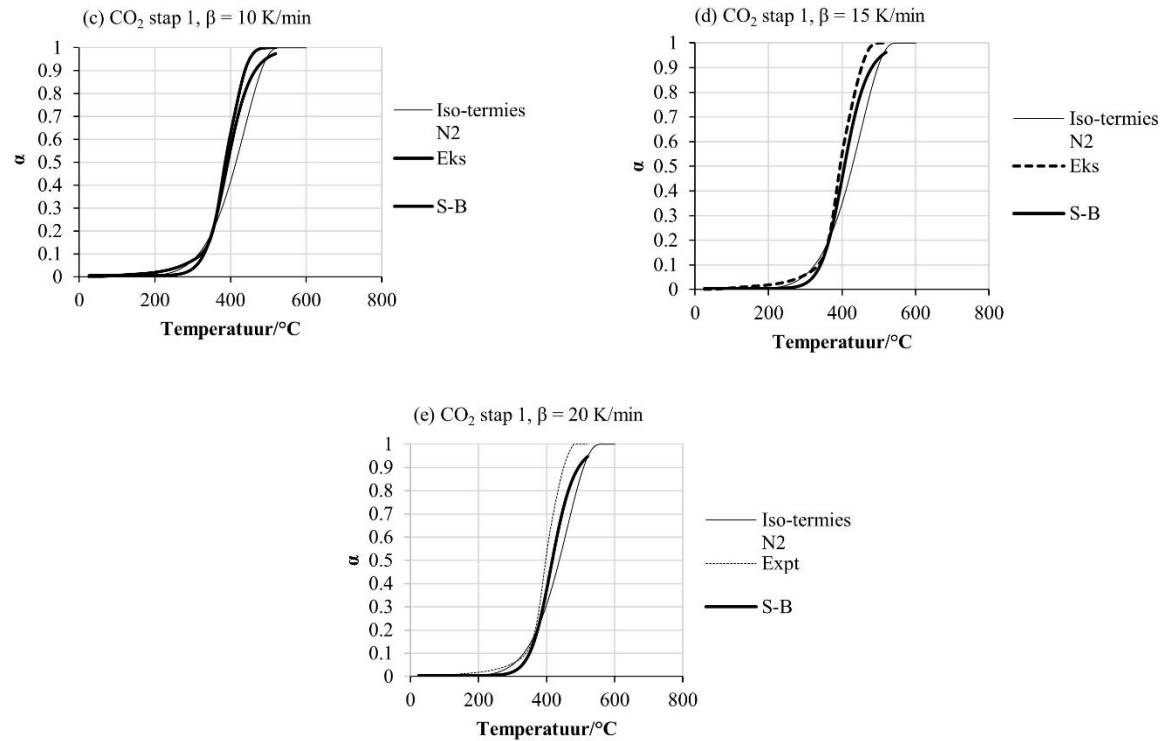 (c) CO₂ stap 1, β = 10 K/min
1
0.9
0.8
0.7
0.6
0.5
0.4
0.3
0.2
0.1
0
α
0 200 400 600 800
Temperatuur/°C
Iso-termies
N2
Eks
S-B
(d) CO₂ stap 1, β = 15 K/min
1
0.9
0.8
0.7
0.6
0.5
0.4
0.3
0.2
0.1
0
α
0 200 400 600 800
Temperatuur/°C
Iso-termies
N2
Eks
S-B
(e) CO₂ stap 1, β = 20 K/min
1
0.9
0.8
0.7
0.6
0.5
0.4
0.3
0.2
0.1
0
α
0 200 400 600 800
Temperatuur/°C
Iso-termies
N2
Expt
S-B